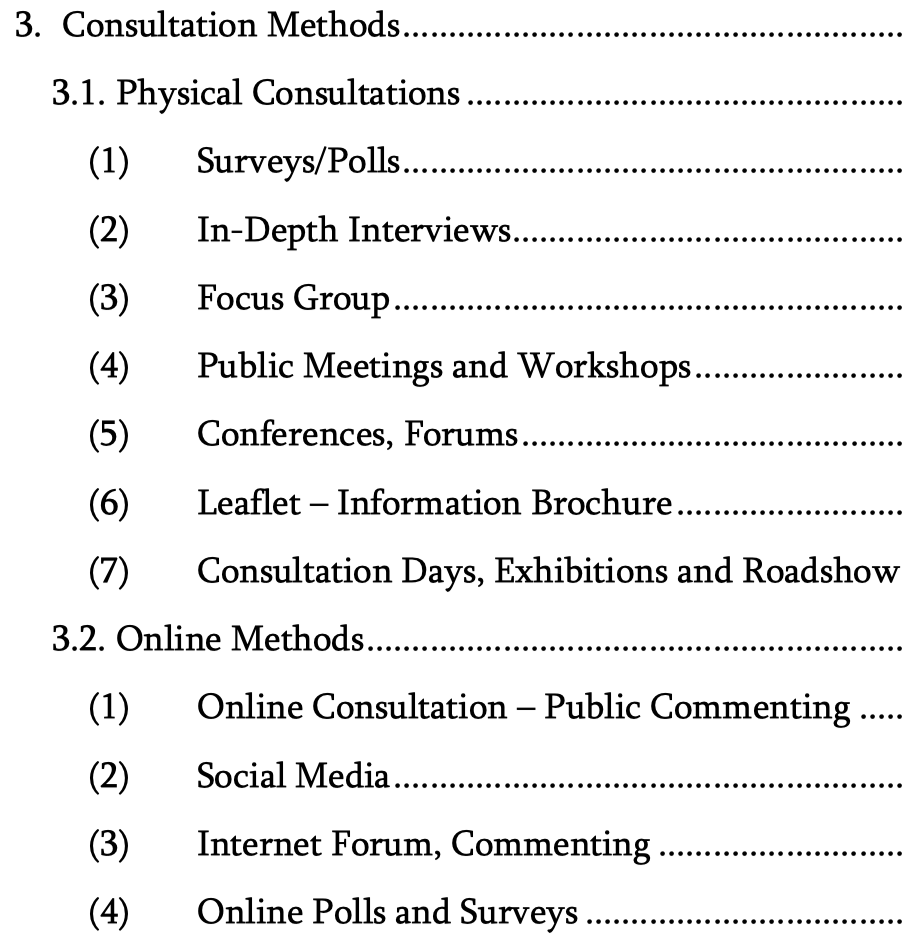 3. Consultation Methods......................................................
3.1. Physical Consultations ...............................................
(1) Surveys/Polls......................................................
(2) In-Depth Interviews..........................................
(3) Focus Group.......................................................
(4) Public Meetings and Workshops......................
(5) Conferences, Forums.........................................
(6) Leaflet – Information Brochure........................
(7) Consultation Days, Exhibitions and Roadshow
3.2. Online Methods..........................................................
(1) Online Consultation – Public Commenting .....
(2) Social Media.......................................................
(3) Internet Forum, Commenting ..........................
(4) Online Polls and Surveys ..................................